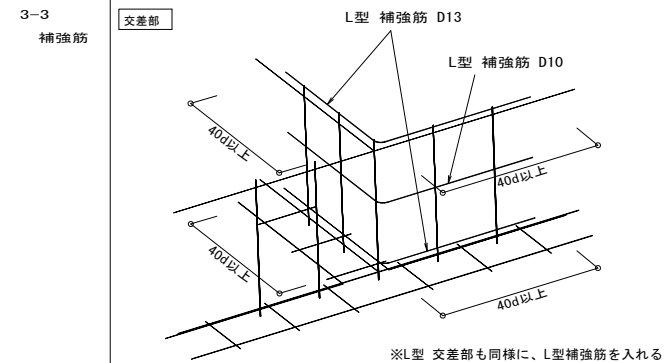 3−3
補強筋
交差部
L型 補強筋 D13
L型 補強筋 D10
40d以上
40d以上
40d以上
40d以上
※L型 交差部も同様に、L型補強筋を入れる